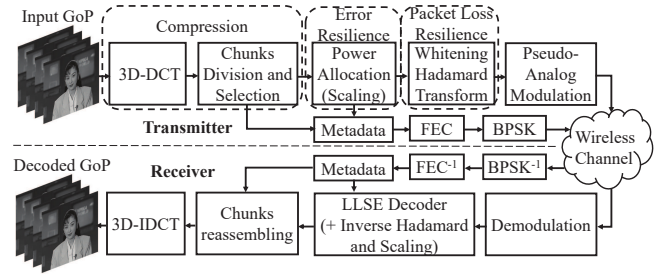 Input GoP
Compression
Error
Resilience
Packet Loss
Resilience
3D-DCT
Chunks
Division and
Selection
Power
Allocation
(Scaling)
Whitening
Hadamard
Transform
Pseudo-
Analog
Modulation
Transmitter
Metadata
FEC
BPSK
Wireless
Channel
Decoded GoP
Receiver
Metadata
FEC-1
BPSK-1
3D-IDCT
Chunks
reassembling
LLSE Decoder
(+ Inverse Hadamard
and Scaling)
Demodulation